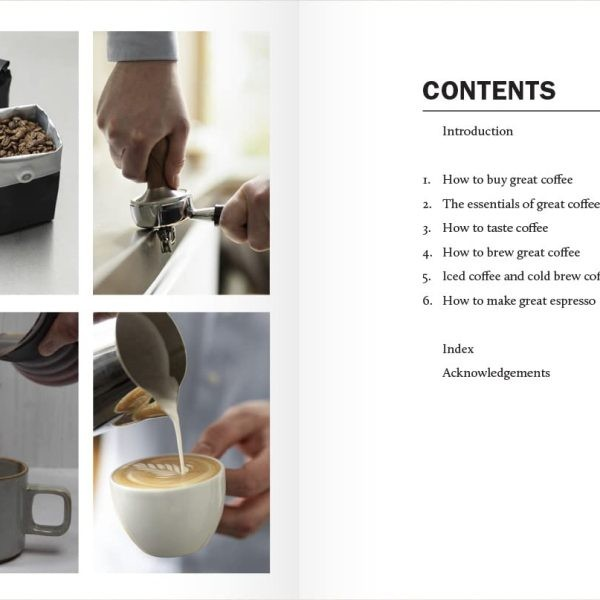 CONTENTS
Introduction
1. How to buy great coffee
2. The essentials of great coffee
3. How to taste coffee
4. How to brew great coffee
5. Iced coffee and cold brew cof
6. How to make great espresso
Index
Acknowledgements